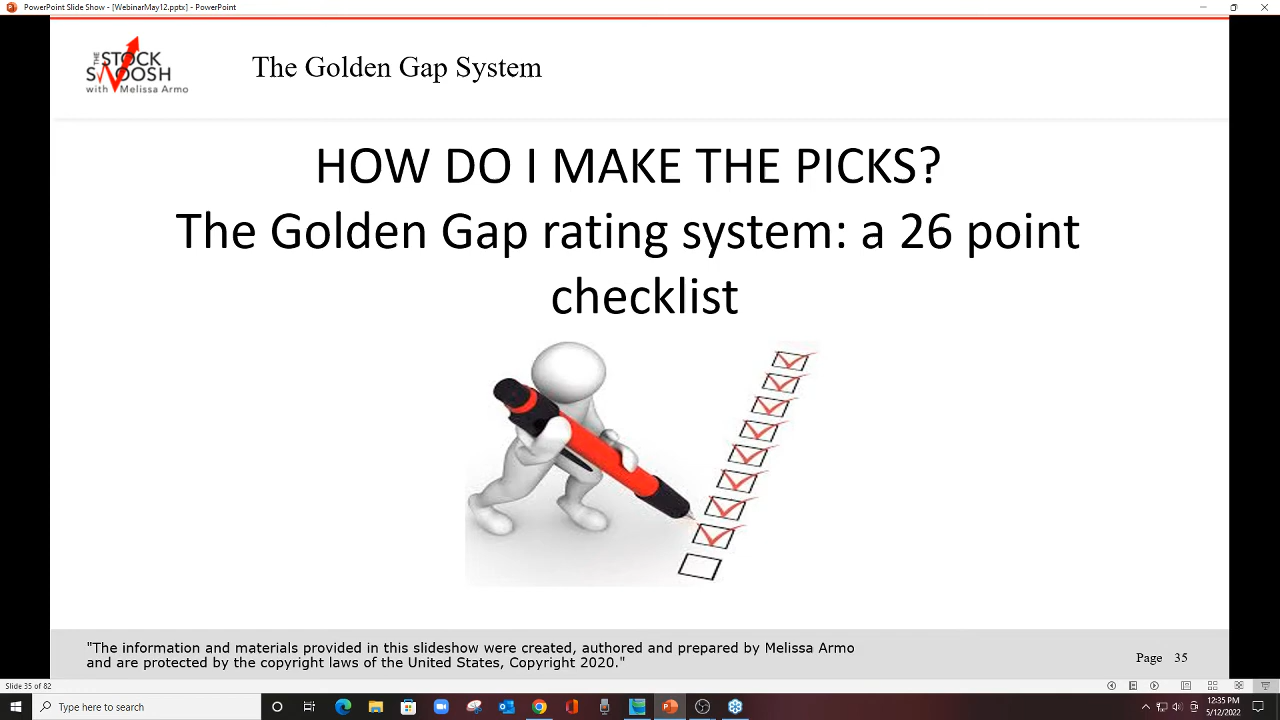 PowerPoint Slide Show - [WebinarMay12.pptx] - PowerPoint
THE
STOCK
SWOOSH
with Melissa Armo
The Golden Gap System
HOW DO I MAKE THE PICKS?
The Golden Gap rating system: a 26 point
checklist
"The information and materials provided in this slideshow were created, authored and prepared by Melissa Armo
and are protected by the copyright laws of the United States, Copyright 2020."
Page 35
Slide 35 of 82
Type here to search
12:35 PM
5/12/2022